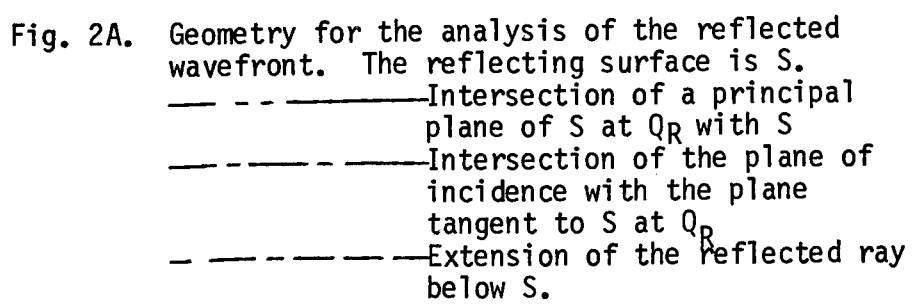 Fig. 2A. Geometry for the analysis of the reflected
wavefront. The reflecting surface is S.
Intersection of a principal
plane of S at QR with S
Intersection of the plane of
incidence with the plane
tangent to S at QR
Extension of the reflected ray
below S.